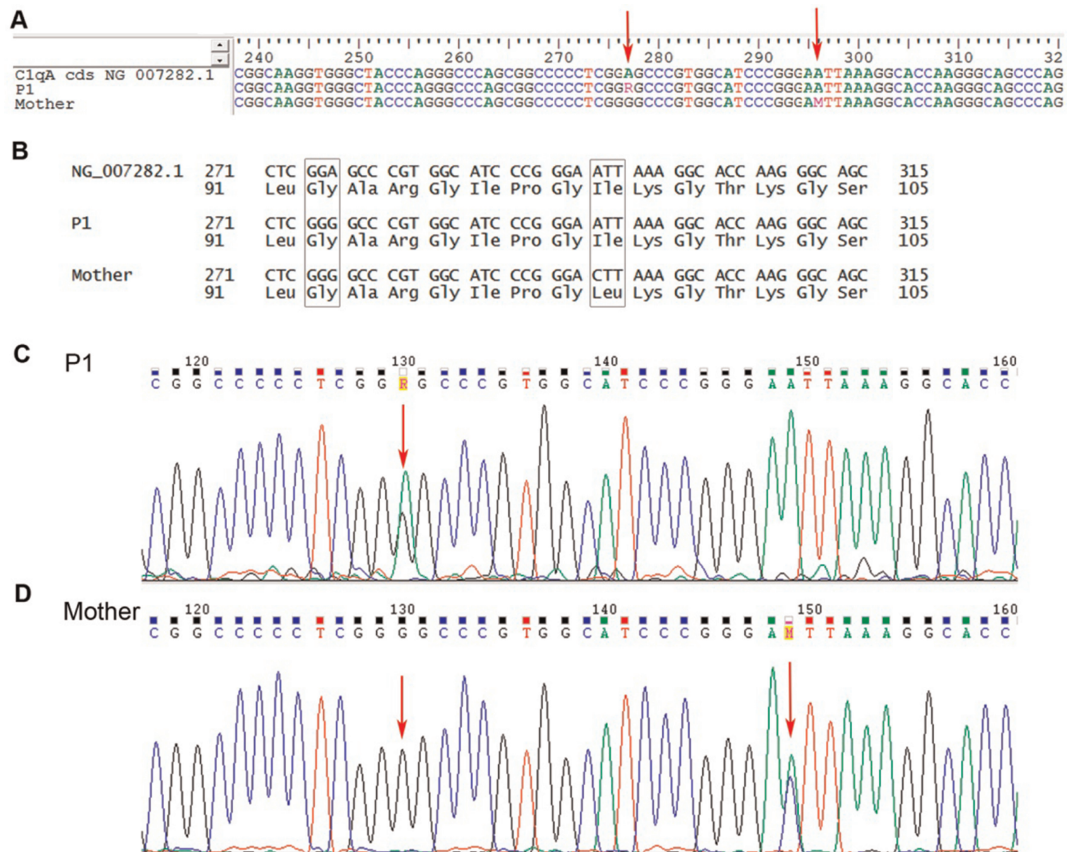 A
240 250 260 270 280 290 300 310 32
C1qA cds NG 007282.1 CGGCAAGGTGGGCTACCCAGGGCCCAGCGGCCCCCTCGGAGCCCGTGGCATCCCGGGAATTAAAGGCACCAAGGGCAGCCCAG
P1 CGGCAAGGTGGGCTACCCAGGGCCCAGCGGCCCCCTCGGRGCCCGTGGCATCCCGGGAATTAAAGGCACCAAGGGCAGCCCAG
Mother CGGCAAGGTGGGCTACCCAGGGCCCAGCGGCCCCCTCGGGGCCCGTGGCATCCCGGGAMTTAAAGGCACCAAGGGCAGCCCAG
B
NG_007282.1 271 CTC GGA GCC CGT GGC ATC CCG GGA ATT AAA GGC ACC AAG GGC AGC 315
91 Leu Gly Ala Arg Gly Ile Pro Gly Ile Lys Gly Thr Lys Gly Ser 105
P1 271 CTC GGG GCC CGT GGC ATC CCG GGA ATT AAA GGC ACC AAG GGC AGC 315
91 Leu Gly Ala Arg Gly Ile Pro Gly Ile Lys Gly Thr Lys Gly Ser 105
Mother 271 CTC GGG GCC CGT GGC ATC CCG GGA CTT AAA GGC ACC AAG GGC AGC 315
91 Leu Gly Ala Arg Gly Ile Pro Gly Leu Lys Gly Thr Lys Gly Ser 105
C P1
120 130 140 150 160
C G G C C C C C T C G G R G C C C G T G G C A T C C C G G G A A T T A A A G G C A C C
D Mother
120 130 140 150 160
C G G C C C C C T C G G G G C C C G T G G C A T C C C G G G A M T T A A A G G C A C C